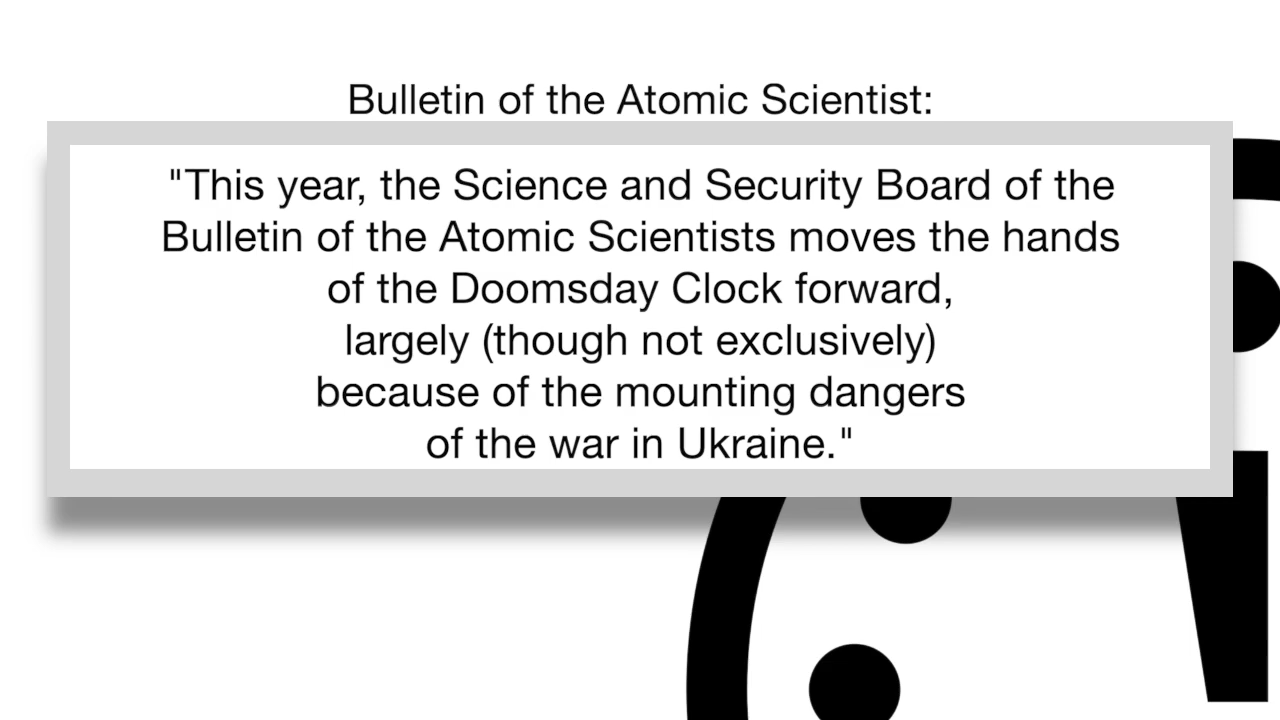 Bulletin of the Atomic Scientist:
"This year, the Science and Security Board of the
Bulletin of the Atomic Scientists moves the hands
of the Doomsday Clock forward,
largely (though not exclusively)
because of the mounting dangers
of the war in Ukraine."